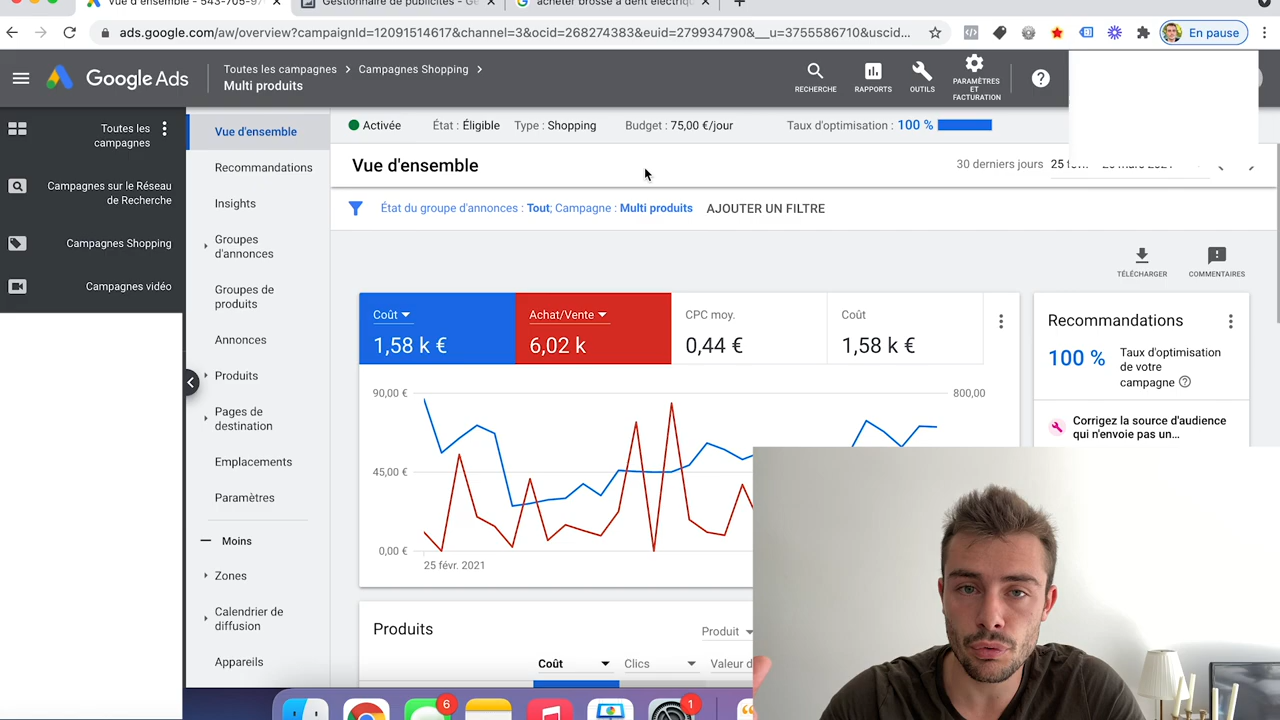 Vue d'ensemble - 543-705-97
Gestionnaire de publicités - Ge
acheter brosse à dent électriqu
ads.google.com/aw/overview?campaignId=12091214617&channel=3&ocid=268274383&euid=279934790&__u=3755586710&uscid...
En pause
Google Ads
Toutes les campagnes > Campagnes Shopping >
Multi produits
RECHERCHE
RAPPORTS
OUTILS
PARAMÈTRES
ET
FACTURATION
Toutes les
campagnes
Campagnes sur le Réseau
de Recherche
Campagnes Shopping
Campagnes vidéo
Vue d'ensemble
Recommandations
Insights
Groupes
d'annonces
Groupes de
produits
Annonces
Produits
Pages de
destination
Emplacements
Paramètres
Moins
Zones
Calendrier de
diffusion
Appareils
Activée État : Éligible Type : Shopping Budget : 75,00 €/jour Taux d'optimisation : 100 %
Vue d'ensemble
30 derniers jours
État du groupe d'annonces : Tout; Campagne : Multi produits AJOUTER UN FILTRE
TÉLÉCHARGER
COMMENTAIRES
Coût
1,58 k €
Achat/Vente
6,02 k
CPC moy.
0,44 €
Coût
1,58 k €
90,00 €
800,00
45,00 €
0,00 €
25 févr. 2021
Recommandations
100 %
Taux d'optimisation
de votre
campagne
Corrigez la source d'audience
qui n'envoie pas un...
Produits
Produit
Coût
Clics
Valeur d
6
1